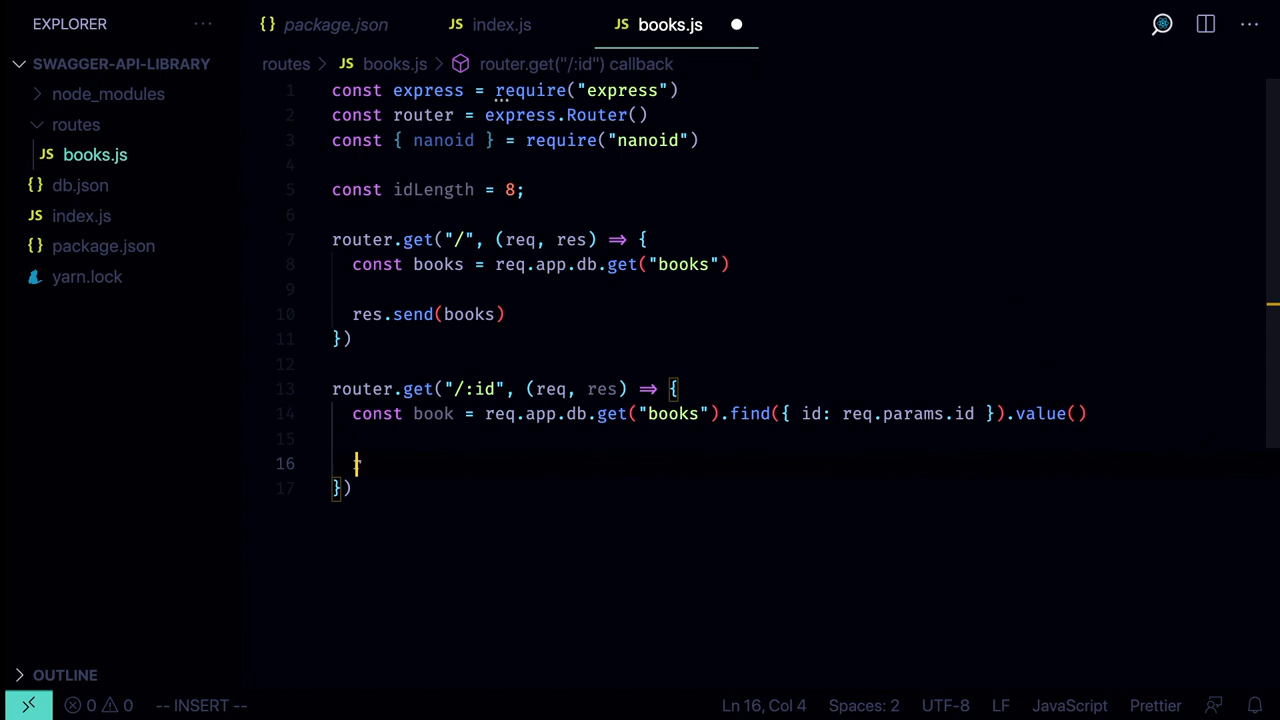 EXPLORER ···
{} package.json JS index.js JS books.js
SWAGGER-API-LIBRARY
routes > JS books.js > router.get("/:id") callback
node_modules
routes
JS books.js
{} db.json
JS index.js
{} package.json
yarn.lock
1 const express = require("express")
2 const router = express.Router()
3 const { nanoid } = require("nanoid")
4
5 const idLength = 8;
6
7 router.get("/", (req, res) ⇒ {
8 const books = req.app.db.get("books")
9
10 res.send(books)
11 })
12
13 router.get("/:id", (req, res) ⇒ {
14 const book = req.app.db.get("books").find({ id: req.params.id }).value()
15
16 r
17 })
OUTLINE
0 0 -- INSERT -- Ln 16, Col 4 Spaces: 2 UTF-8 LF JavaScript Prettier